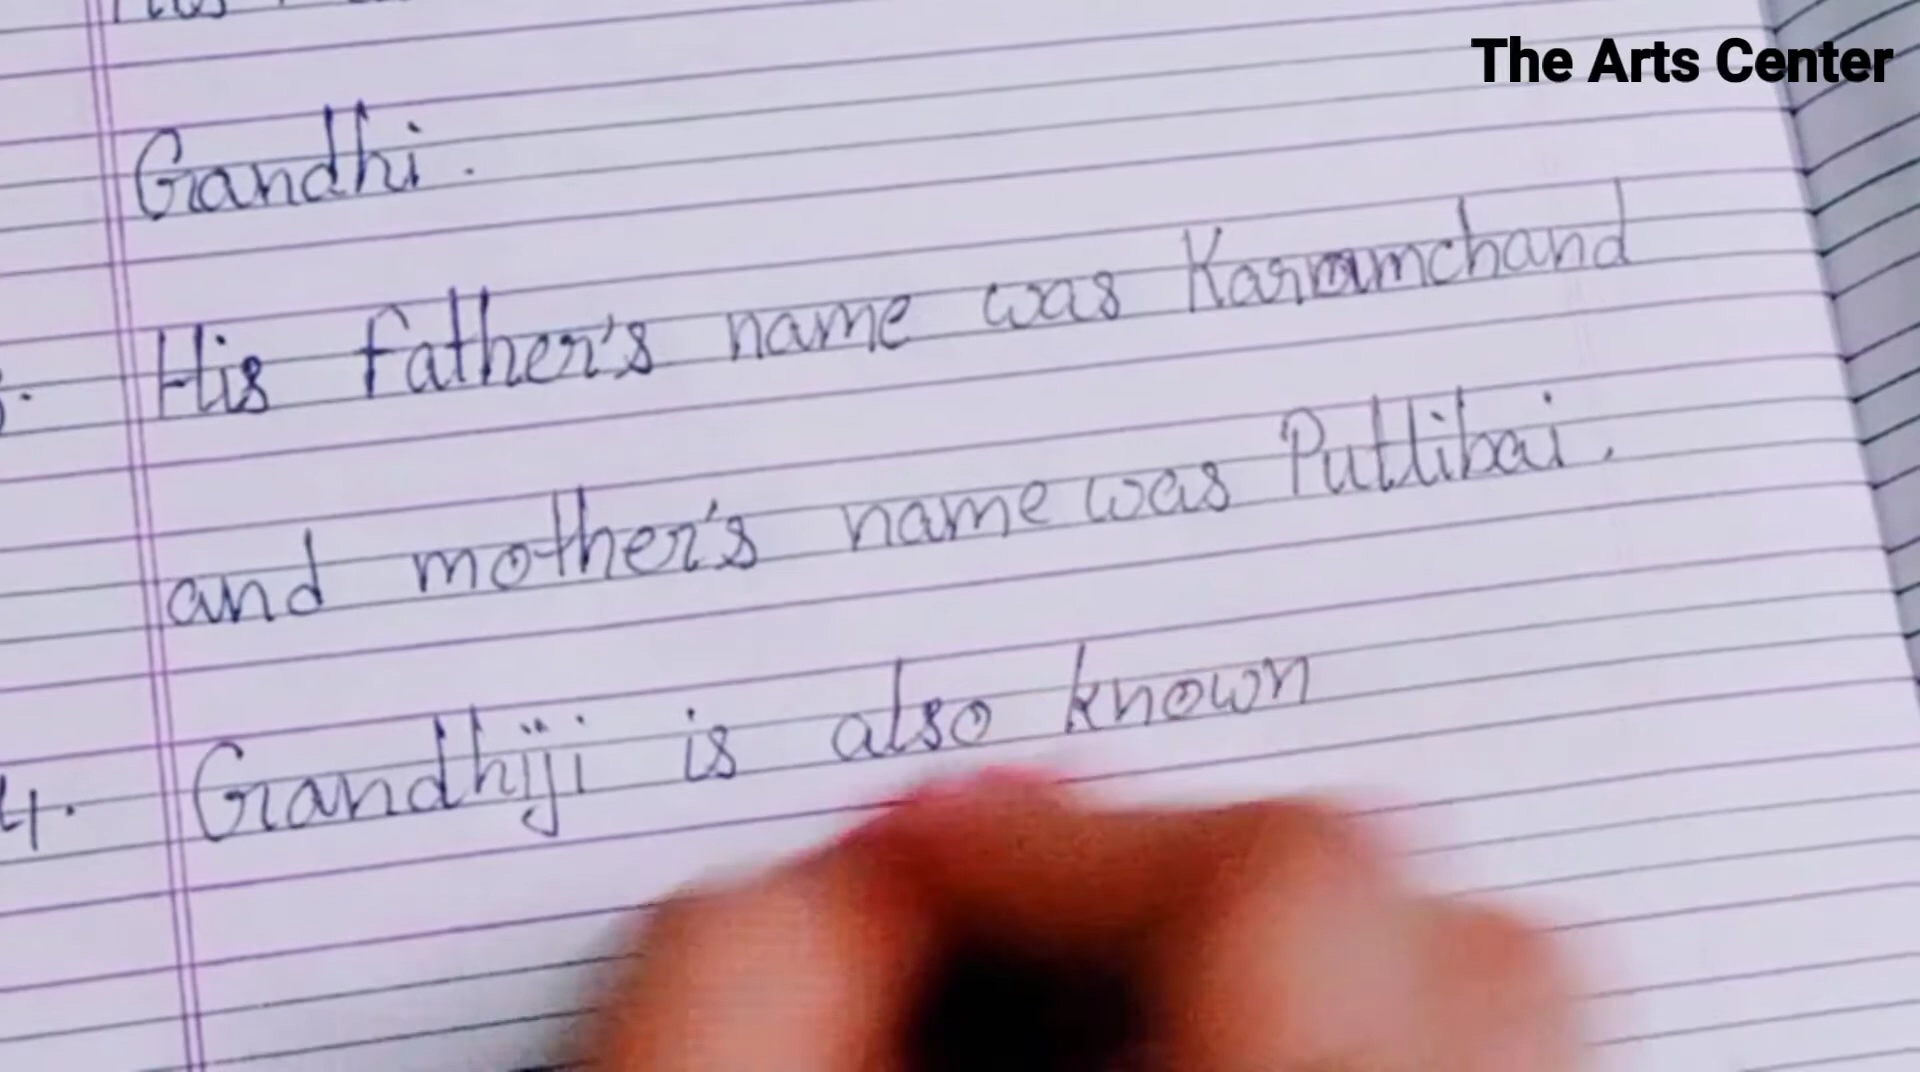 The Arts Center
Gandhi.
His father's name was Karamchand
and mother's name was Putlibai.
4. Gandhiji is also known